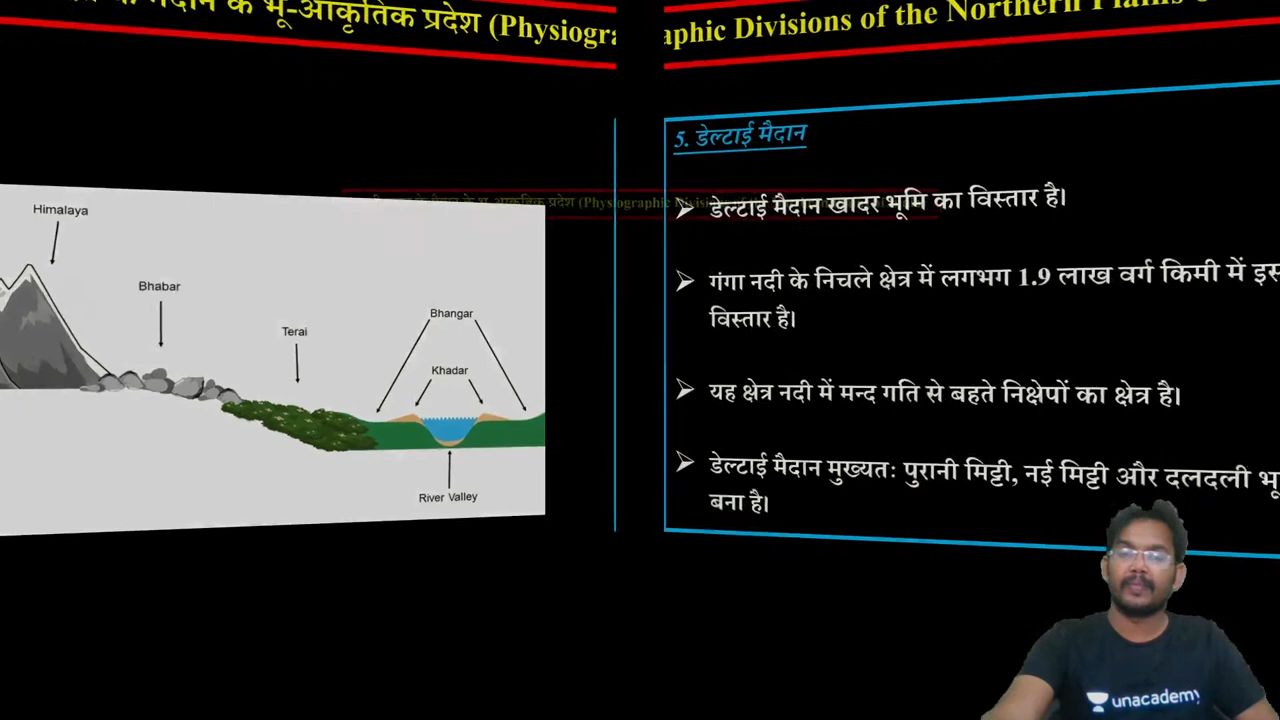 के भू-आकृतिक प्रदेश (Physiogra
aphic Divisions of the Northern Plains
Himalaya
Bhabar
Terai
Bhangar
Khadar
River Valley
5. डेल्टाई मैदान
➢ डेल्टाई मैदान खादर भूमि का विस्तार है।
➢ गंगा नदी के निचले क्षेत्र में लगभग 1.9 लाख वर्ग किमी में इस
विस्तार है।
➢ यह क्षेत्र नदी में मन्द गति से बहते निक्षेपों का क्षेत्र है।
➢ डेल्टाई मैदान मुख्यतः पुरानी मिट्टी, नई मिट्टी और दलदली भू
बना है।
unacademy